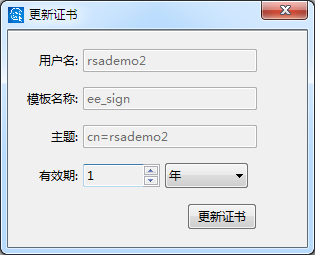 更新证书
用户名: rsademo2
模板名称: ee_sign
主题: cn=rsademo2
有效期: 1 年
更新证书